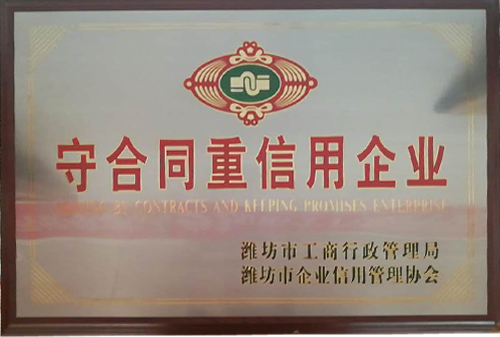 守合同重信用企业
BY CONTRACTS AND KEEPING PROMISES ENTERPRISE
潍坊市工商行政管理局
潍坊市企业信用管理协会